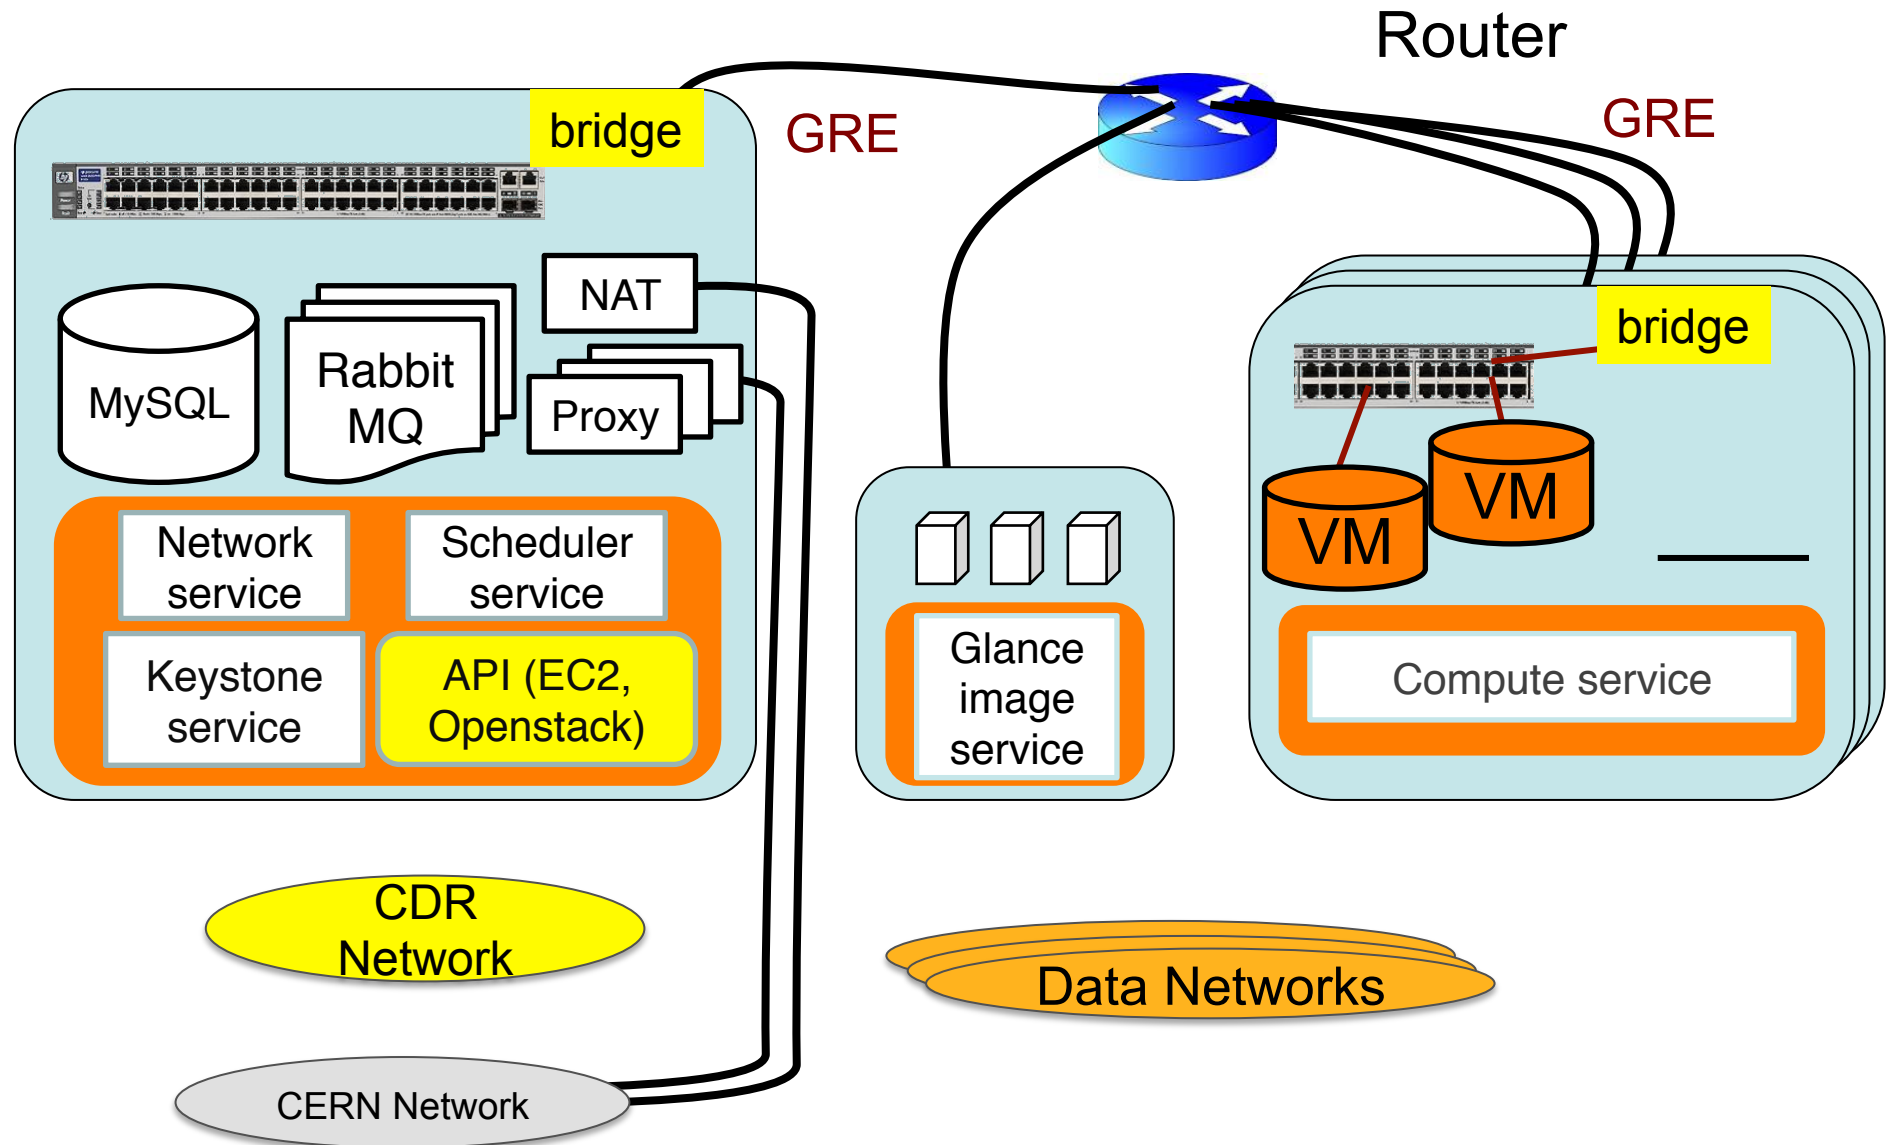 Router
bridge
GRE
GRE
NAT
bridge
MySQL
Rabbit
MQ
Proxy
VM
VM
Network
service
Scheduler
service
Keystone
service
API (EC2,
Openstack)
Glance
image
service
Compute service
CDR
Network
Data Networks
CERN Network